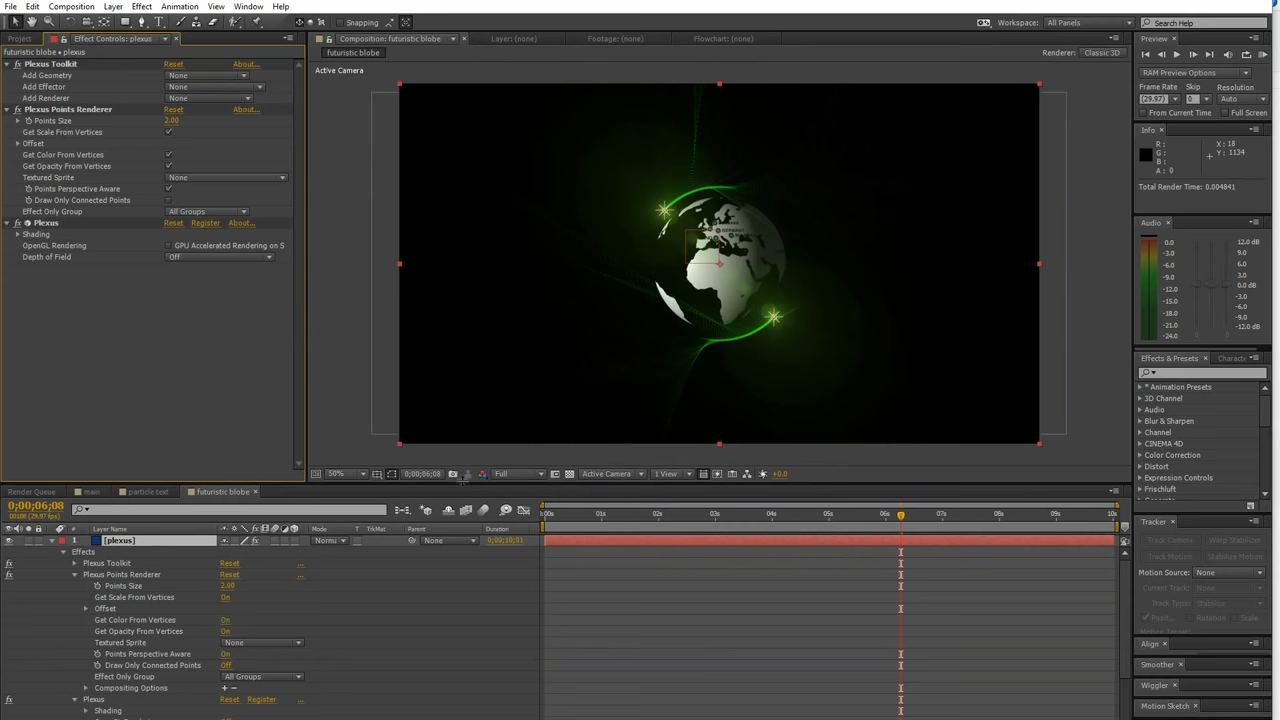 File Edit Composition Layer Effect Animation View Window Help
Snapping
Workspace: All Panels Search Help
Project Effect Controls: plexus
futuristic blobe • plexus
Plexus Toolkit Reset About...
Add Geometry None
Add Effector None
Add Renderer None
Plexus Points Renderer Reset About...
Points Size 2.00
Get Scale From Vertices
Offset
Get Color From Vertices
Get Opacity From Vertices
Textured Sprite None
Points Perspective Aware
Draw Only Connected Points
Effect Only Group All Groups
Plexus Reset Register About...
Shading
OpenGL Rendering GPU Accelerated Rendering on S
Depth of Field Off
Composition: futuristic blobe Layer: (none) Footage: (none) Flowchart: (none)
futuristic blobe Renderer: Classic 3D
Active Camera
GERMANY
50% 0;00;06;08 Full Active Camera 1 View +0.0
Preview
RAM Preview Options
Frame Rate Skip Resolution
(29.97) 0 Auto
From Current Time Full Screen
Info
R: X: 18
G: Y: 1134
B:
A: 0
Total Render Time: 0.004841
Audio
0.0 12.0 dB
-3.0 9.0
-6.0 6.0
-9.0 3.0
-12.0 0.0 dB
-15.0 -3.0
-18.0 -6.0
-21.0 -9.0
-24.0 -12.0 dB
Effects & Presets Characte
* Animation Presets
3D Channel
Audio
Blur & Sharpen
Channel
CINEMA 4D
Color Correction
Distort
Expression Controls
Frischluft
Tracker
Track Camera Warp Stabilizer
Track Motion Stabilize Motion
Motion Source: None
Current Track: None
Track Type: Stabilize
Positi... Rotation Scale
Motion Target:
Align
Smoother
Wiggler
Motion Sketch
Render Queue main particle text futuristic blobe
0;00;06;08
00188 (29.97 fps)
:00s 01s 02s 03s 04s 05s 06s 07s 08s 09s 10s
# Layer Name Mode T TrkMat Parent Duration
1 [plexus] Norma None 0;00;10;01
Effects
Plexus Toolkit Reset ...
Plexus Points Renderer Reset ...
Points Size 2.00
Get Scale From Vertices On
Offset
Get Color From Vertices On
Get Opacity From Vertices On
Textured Sprite None
Points Perspective Aware On
Draw Only Connected Points Off
Effect Only Group All Groups
Compositing Options + −
Plexus Reset Register ...
Shading